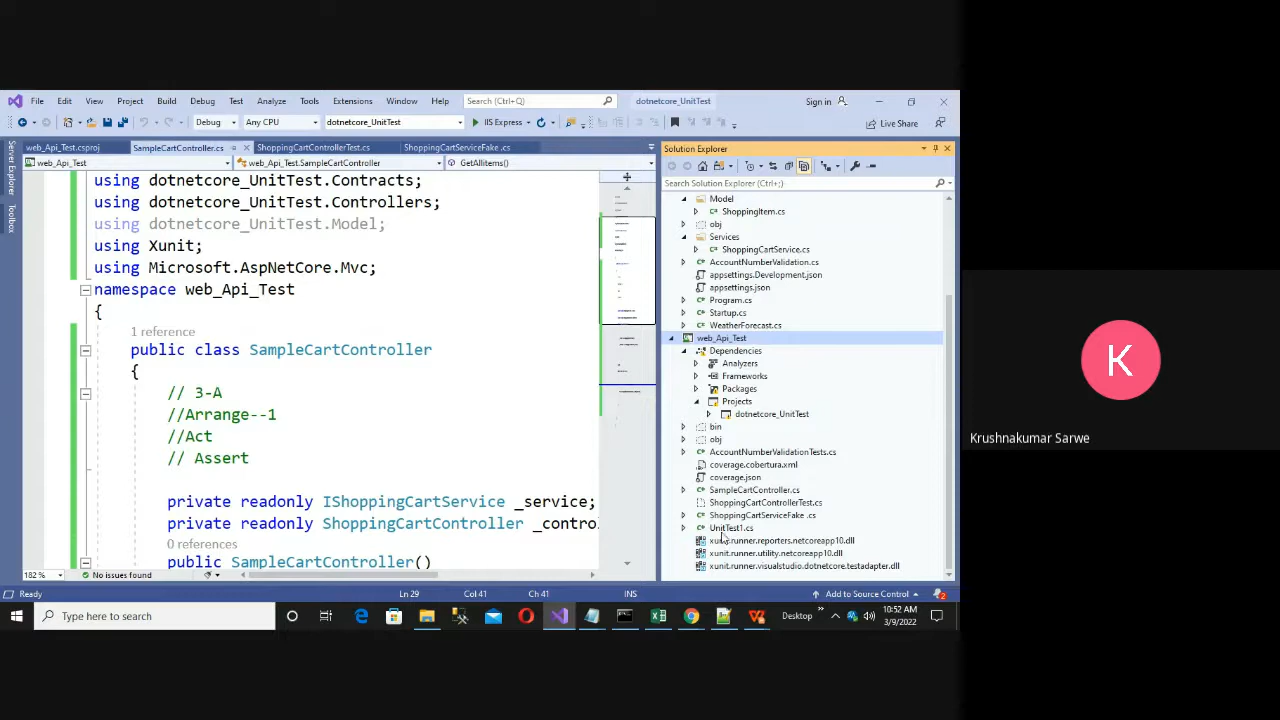 File Edit View Project Build Debug Test Analyze Tools Extensions Window Help Search (Ctrl+Q) dotnetcore_UnitTest Sign in
Debug Any CPU dotnetcore_UnitTest IIS Express Live Share
web_Api_Test.csproj SampleCartController.cs ShoppingCartControllerTest.cs ShoppingCartServiceFake .cs
web_Api_Test web_Api_Test.SampleCartController GetAllitems()
Server Explorer
Toolbox
using dotnetcore_UnitTest.Contracts;
using dotnetcore_UnitTest.Controllers;
using dotnetcore_UnitTest.Model;
using Xunit;
using Microsoft.AspNetCore.Mvc;
namespace web_Api_Test
{
1 reference
public class SampleCartController
{
// 3-A
//Arrange--1
//Act
// Assert
private readonly IShoppingCartService _service;
private readonly ShoppingCartController _contro
0 references
public SampleCartController()
182 % No issues found
Solution Explorer
Search Solution Explorer (Ctrl+;)
Model
ShoppingItem.cs
obj
Services
ShoppingCartService.cs
AccountNumberValidation.cs
appsettings.Development.json
appsettings.json
Program.cs
Startup.cs
WeatherForecast.cs
web_Api_Test
Dependencies
Analyzers
Frameworks
Packages
Projects
dotnetcore_UnitTest
bin
obj
AccountNumberValidationTests.cs
coverage.cobertura.xml
coverage.json
SampleCartController.cs
ShoppingCartControllerTest.cs
ShoppingCartServiceFake .cs
UnitTest1.cs
xunit.runner.reporters.netcoreapp10.dll
xunit.runner.utility.netcoreapp10.dll
xunit.runner.visualstudio.dotnetcore.testadapter.dll
Ready Ln 29 Col 41 Ch 41 INS Add to Source Control 2
Type here to search Desktop 10:52 AM
3/9/2022
K
Krushnakumar Sarwe